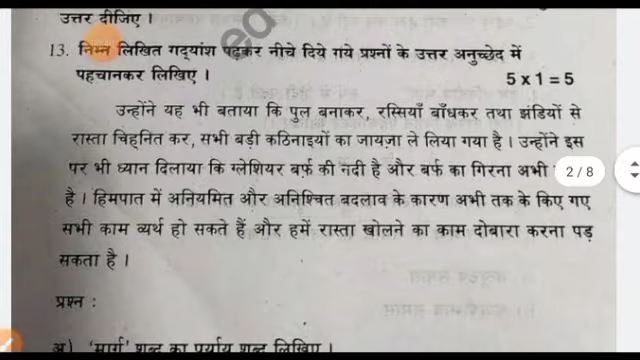 उत्तर दीजिए ।
13. निम्न लिखित गद्यांश पढ़कर नीचे दिये गये प्रश्नों के उत्तर अनुच्छेद में
पहचानकर लिखिए । 5 x 1 = 5
उन्होंने यह भी बताया कि पुल बनाकर, रस्सियाँ बाँधकर तथा झंडियों से
रास्ता चिह्नित कर, सभी बड़ी कठिनाइयों का जायज़ा ले लिया गया है । उन्होंने इस
पर भी ध्यान दिलाया कि ग्लेशियर बर्फ़ की नदी है और बर्फ का गिरना अभी
2 / 8
है । हिमपात में अनियमित और अनिश्चित बदलाव के कारण अभी तक के किए गए
सभी काम व्यर्थ हो सकते हैं और हमें रास्ता खोलने का काम दोबारा करना पड़
सकता है ।
प्रश्न :
अ) 'मार्ग' शब्द का पर्याय शब्द लिखिए ।